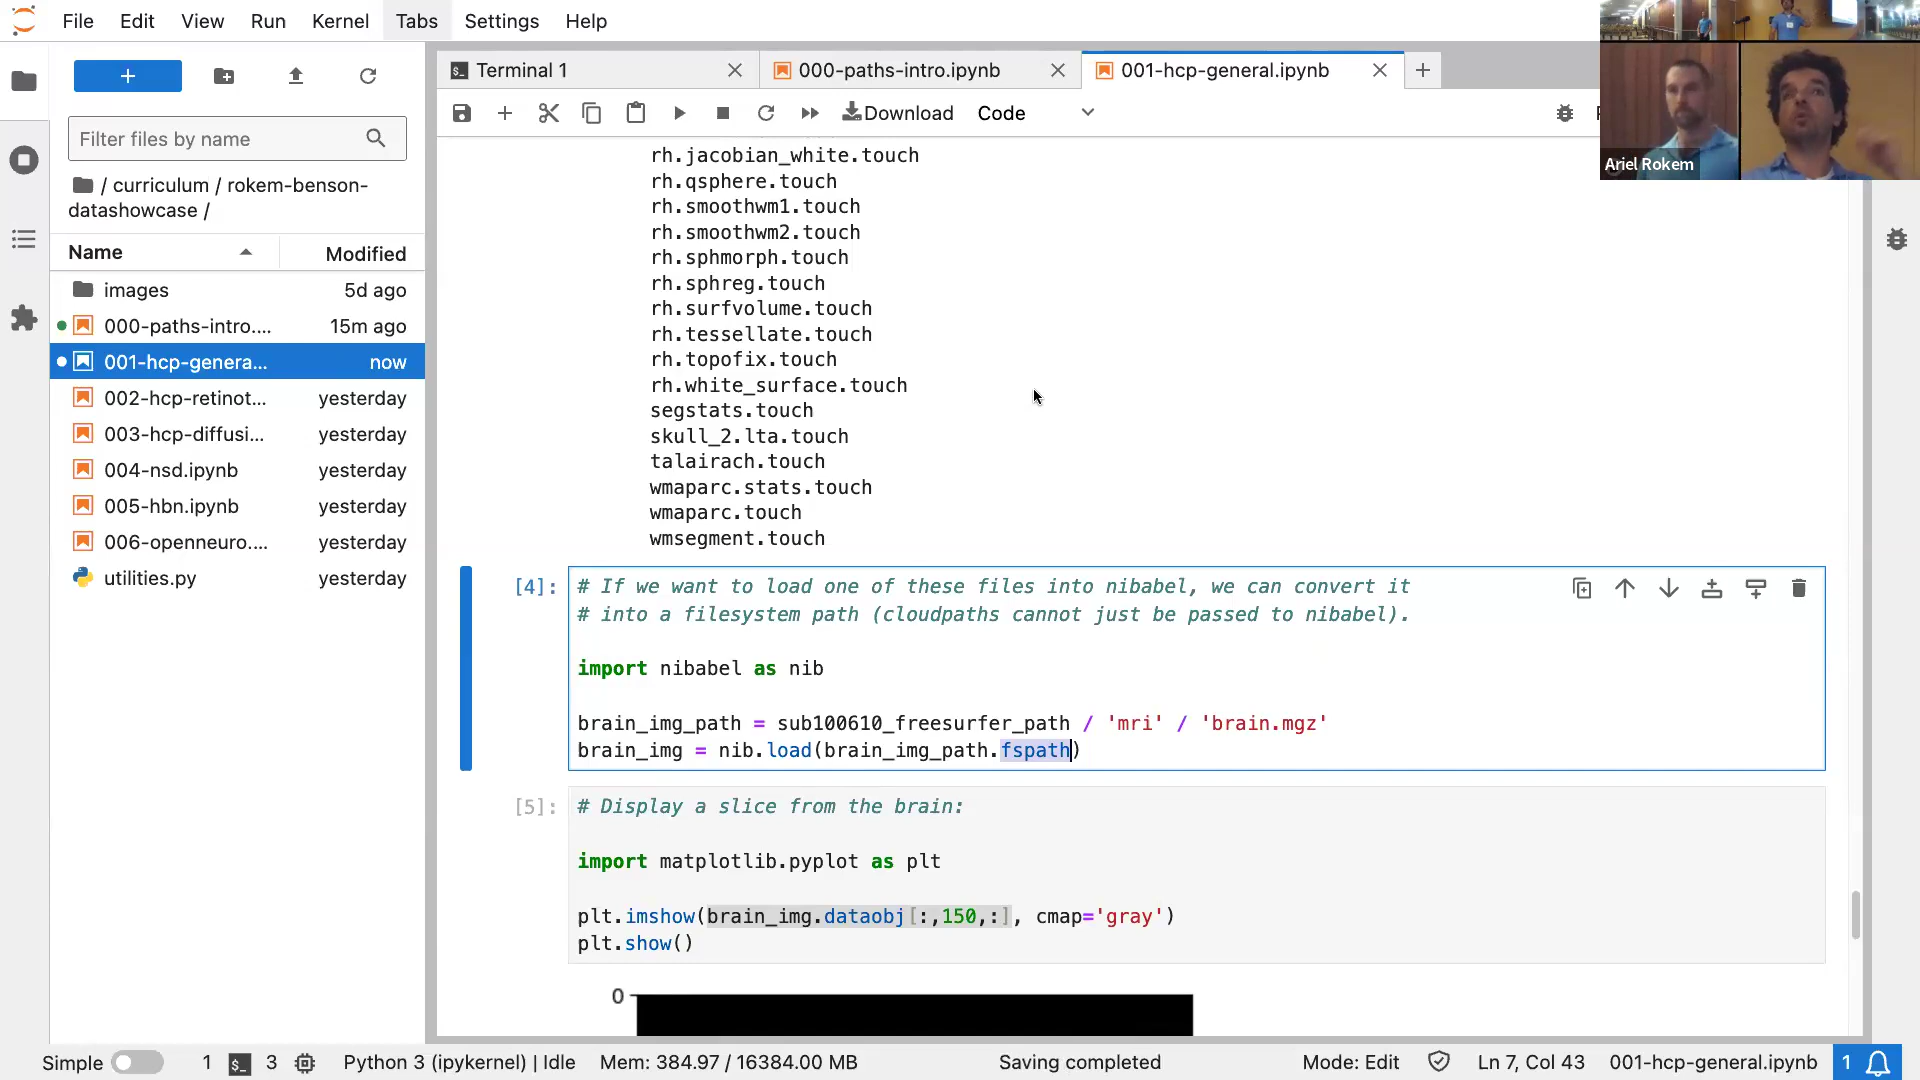 File Edit View Run Kernel Tabs Settings Help
Ariel Rokem
Filter files by name
/ curriculum / rokem-benson-
datashowcase /
Name Modified
images 5d ago
000-paths-intro.... 15m ago
001-hcp-genera... now
002-hcp-retinot... yesterday
003-hcp-diffusi... yesterday
004-nsd.ipynb yesterday
005-hbn.ipynb yesterday
006-openneuro.... yesterday
utilities.py yesterday
Terminal 1 000-paths-intro.ipynb 001-hcp-general.ipynb
Download Code
rh.jacobian_white.touch
rh.qsphere.touch
rh.smoothwm1.touch
rh.smoothwm2.touch
rh.sphmorph.touch
rh.sphreg.touch
rh.surfvolume.touch
rh.tessellate.touch
rh.topofix.touch
rh.white_surface.touch
segstats.touch
skull_2.lta.touch
talairach.touch
wmaparc.stats.touch
wmaparc.touch
wmsegment.touch
[4]: # If we want to load one of these files into nibabel, we can convert it
# into a filesystem path (cloudpaths cannot just be passed to nibabel).
import nibabel as nib
brain_img_path = sub100610_freesurfer_path / 'mri' / 'brain.mgz'
brain_img = nib.load(brain_img_path.fspath)
[5]: # Display a slice from the brain:
import matplotlib.pyplot as plt
plt.imshow(brain_img.dataobj[:,150,:], cmap='gray')
plt.show()
0
Simple 1 3 Python 3 (ipykernel) | Idle Mem: 384.97 / 16384.00 MB Saving completed Mode: Edit Ln 7, Col 43 001-hcp-general.ipynb 1